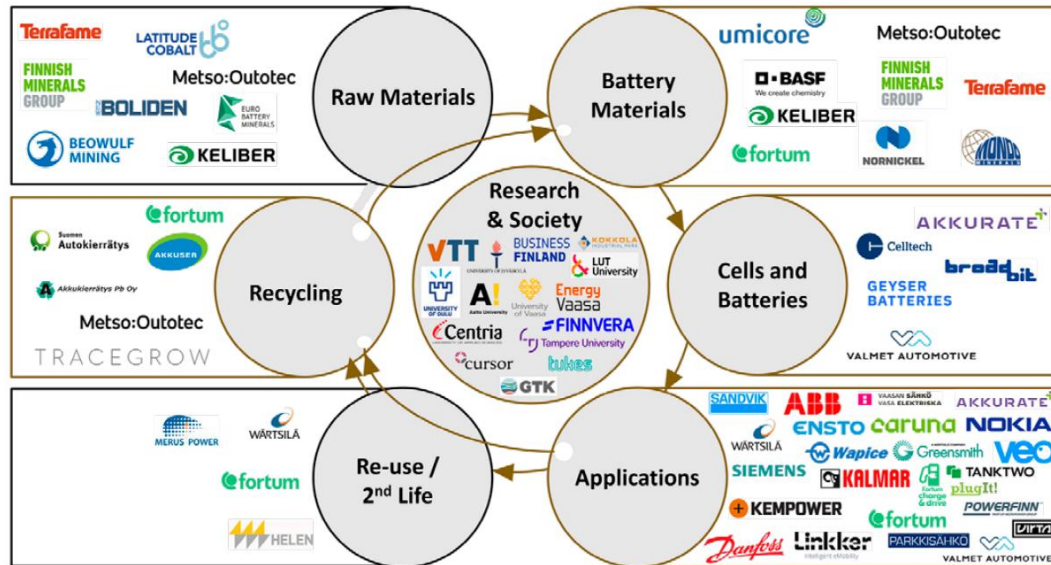 Terrafame
LATITUDE
COBALT
FINNISH
MINERALS
GROUP
Metso:Outotec
BOLIDEN
EURO
BATTERY
MINERALS
BEOWULF
MINING
KELIBER
Raw Materials
Battery
Materials
umicore
Metso:Outotec
BASF
We create chemistry
FINNISH
MINERALS
GROUP
Terrafame
KELIBER
fortum
NORNICKEL
MONDO
MINERALS
fortum
Suomen
Autokierrätys
AKKUSER
Akkukierrätys Pb Oy
Metso:Outotec
TRACEGROW
Recycling
Research
& Society
VTT
UNIVERSITY OF JYVÄSKYLÄ
BUSINESS
FINLAND
KOKKOLA
INDUSTRIAL PARK
LUT
University
UNIVERSITY
OF OULU
A!
Aalto University
University
of Vaasa
Energy
Vaasa
Centria
FINNVERA
Tampere University
cursor
tukes
GTK
Cells and
Batteries
AKKURATE
Celltech
broadbit
GEYSER
BATTERIES
VALMET AUTOMOTIVE
MERUS POWER
WÄRTSILÄ
fortum
HELEN
Re-use /
2nd Life
Applications
SANDVIK
ABB
VAASAN SÄHKÖ
VASA ELEKTRISKA
AKKURATE
ENSTO
caruna
NOKIA
WÄRTSILÄ
Wapice
Greensmith
VEO
SIEMENS
KALMAR
fortum
charge
& drive
TANKTWO
plugIt!
KEMPOWER
fortum
POWERFINN
VIRTA
Danfoss
Linkker
intelligent eMobility
PARKKISÄHKÖ
VALMET AUTOMOTIVE